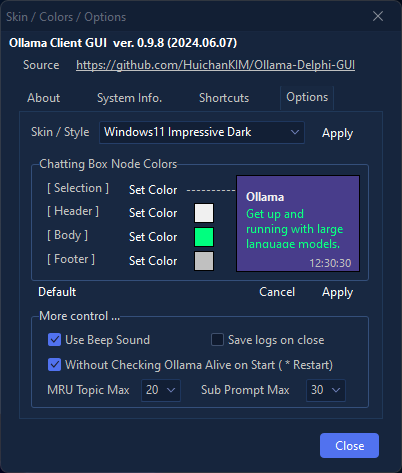 Skin / Colors / Options
Ollama Client GUI ver. 0.9.8 (2024.06.07)
Source https://github.com/HuichanKIM/Ollama-Delphi-GUI
About System Info. Shortcuts Options
Skin / Style Windows11 Impressive Dark Apply
Chatting Box Node Colors
[ Selection ] Set Color ----------
[ Header ] Set Color
[ Body ] Set Color
[ Footer ] Set Color
Ollama
Get up and
running with large
language models.
12:30:30
Default Cancel Apply
More control ...
Use Beep Sound Save logs on close
Without Checking Ollama Alive on Start ( * Restart)
MRU Topic Max 20 Sub Prompt Max 30
Close